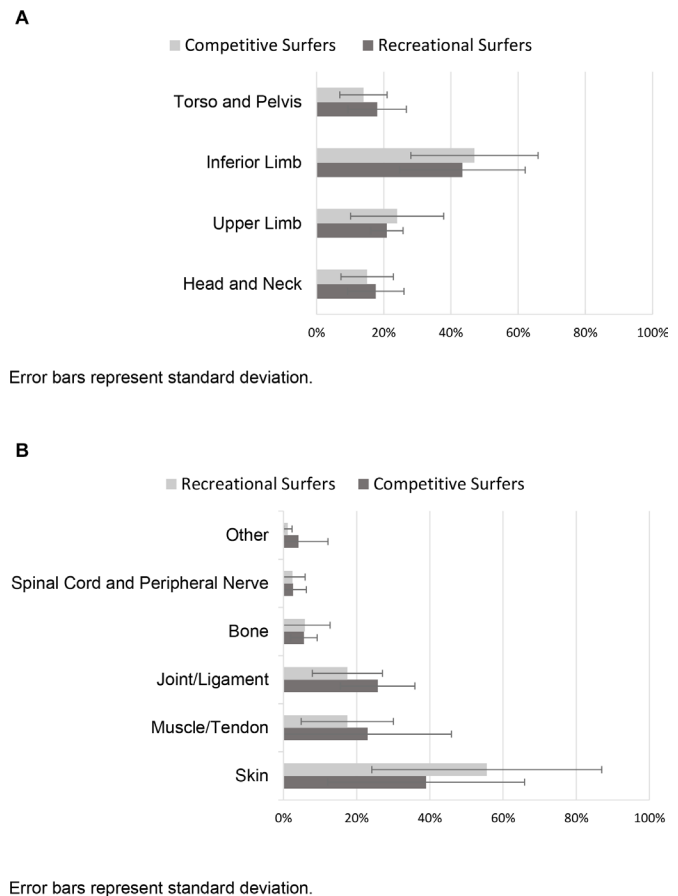 A
Competitive Surfers Recreational Surfers
Torso and Pelvis
Inferior Limb
Upper Limb
Head and Neck
0% 20% 40% 60% 80% 100%
Error bars represent standard deviation.
B
Recreational Surfers Competitive Surfers
Other
Spinal Cord and Peripheral Nerve
Bone
Joint/Ligament
Muscle/Tendon
Skin
0% 20% 40% 60% 80% 100%
Error bars represent standard deviation.